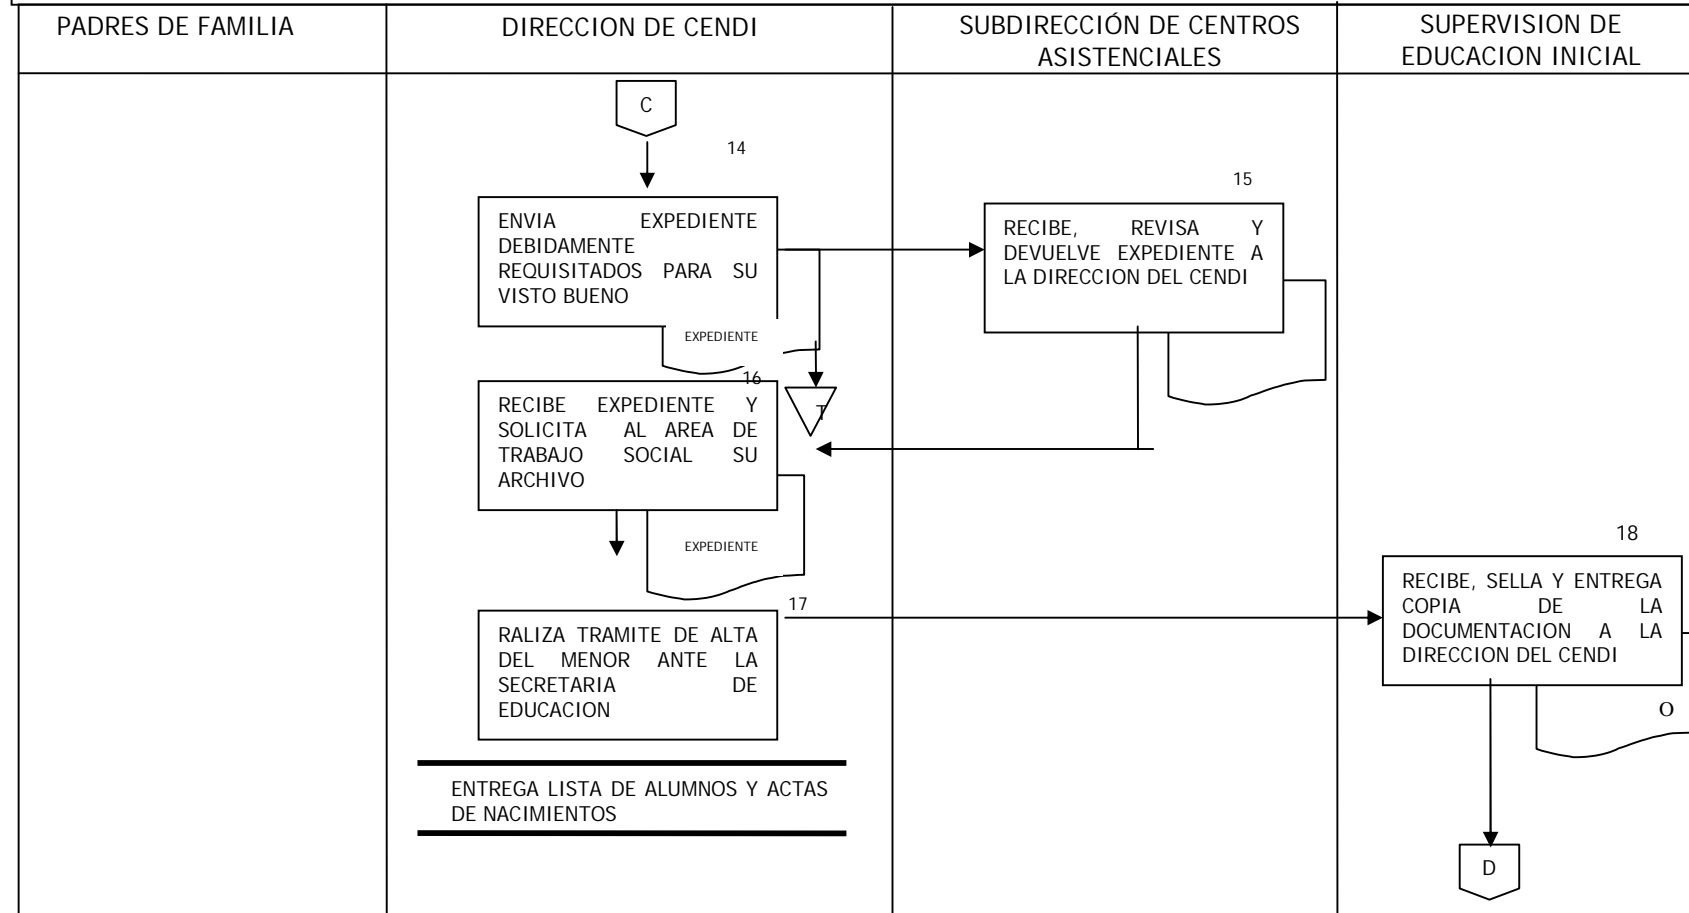 PADRES DE FAMILIA
DIRECCION DE CENDI
SUBDIRECCIÓN DE CENTROS
ASISTENCIALES
SUPERVISION DE
EDUCACION INICIAL
C
14
ENVIA EXPEDIENTE
DEBIDAMENTE
REQUISITADOS PARA SU
VISTO BUENO
EXPEDIENTE
15
RECIBE, REVISA Y
DEVUELVE EXPEDIENTE A
LA DIRECCION DEL CENDI
16
RECIBE EXPEDIENTE Y
SOLICITA AL AREA DE
TRABAJO SOCIAL SU
ARCHIVO
T
EXPEDIENTE
17
RALIZA TRAMITE DE ALTA
DEL MENOR ANTE LA
SECRETARIA DE
EDUCACION
18
RECIBE, SELLA Y ENTREGA
COPIA DE LA
DOCUMENTACION A LA
DIRECCION DEL CENDI
O
ENTREGA LISTA DE ALUMNOS Y ACTAS
DE NACIMIENTOS
D